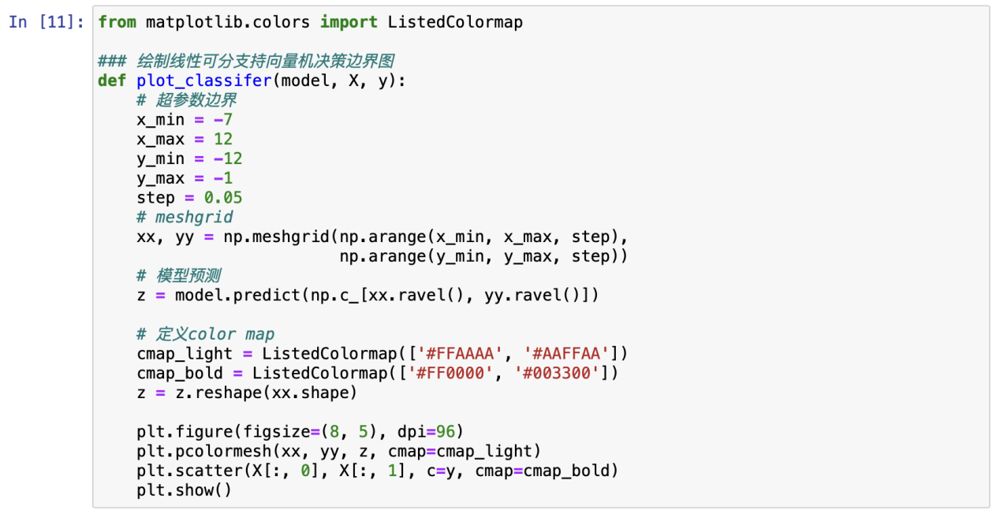 In [11]: from matplotlib.colors import ListedColormap

### 绘制线性可分支持向量机决策边界图
def plot_classifer(model, X, y):
    # 超参数边界
    x_min = -7
    x_max = 12
    y_min = -12
    y_max = -1
    step = 0.05
    # meshgrid
    xx, yy = np.meshgrid(np.arange(x_min, x_max, step),
                         np.arange(y_min, y_max, step))
    # 模型预测
    z = model.predict(np.c_[xx.ravel(), yy.ravel()])

    # 定义color map
    cmap_light = ListedColormap(['#FFAAAA', '#AAFFAA'])
    cmap_bold = ListedColormap(['#FF0000', '#003300'])
    z = z.reshape(xx.shape)

    plt.figure(figsize=(8, 5), dpi=96)
    plt.pcolormesh(xx, yy, z, cmap=cmap_light)
    plt.scatter(X[:, 0], X[:, 1], c=y, cmap=cmap_bold)
    plt.show()